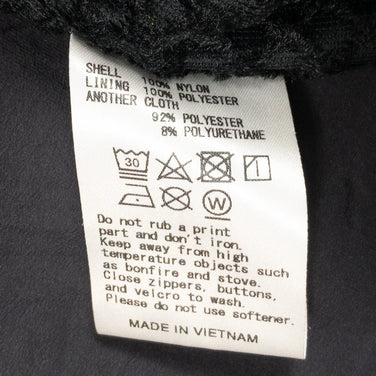 SHELL 100% NYLON
LINING 100% POLYESTER
ANOTHER CLOTH
92% POLYESTER
8% POLYURETHANE
30
W
Do not rub a print
part and don't iron.
Keep away from high
temperature objects such
as bonfire and stove.
Close zippers, buttons,
and velcro to wash.
Please do not use softener.
MADE IN VIETNAM